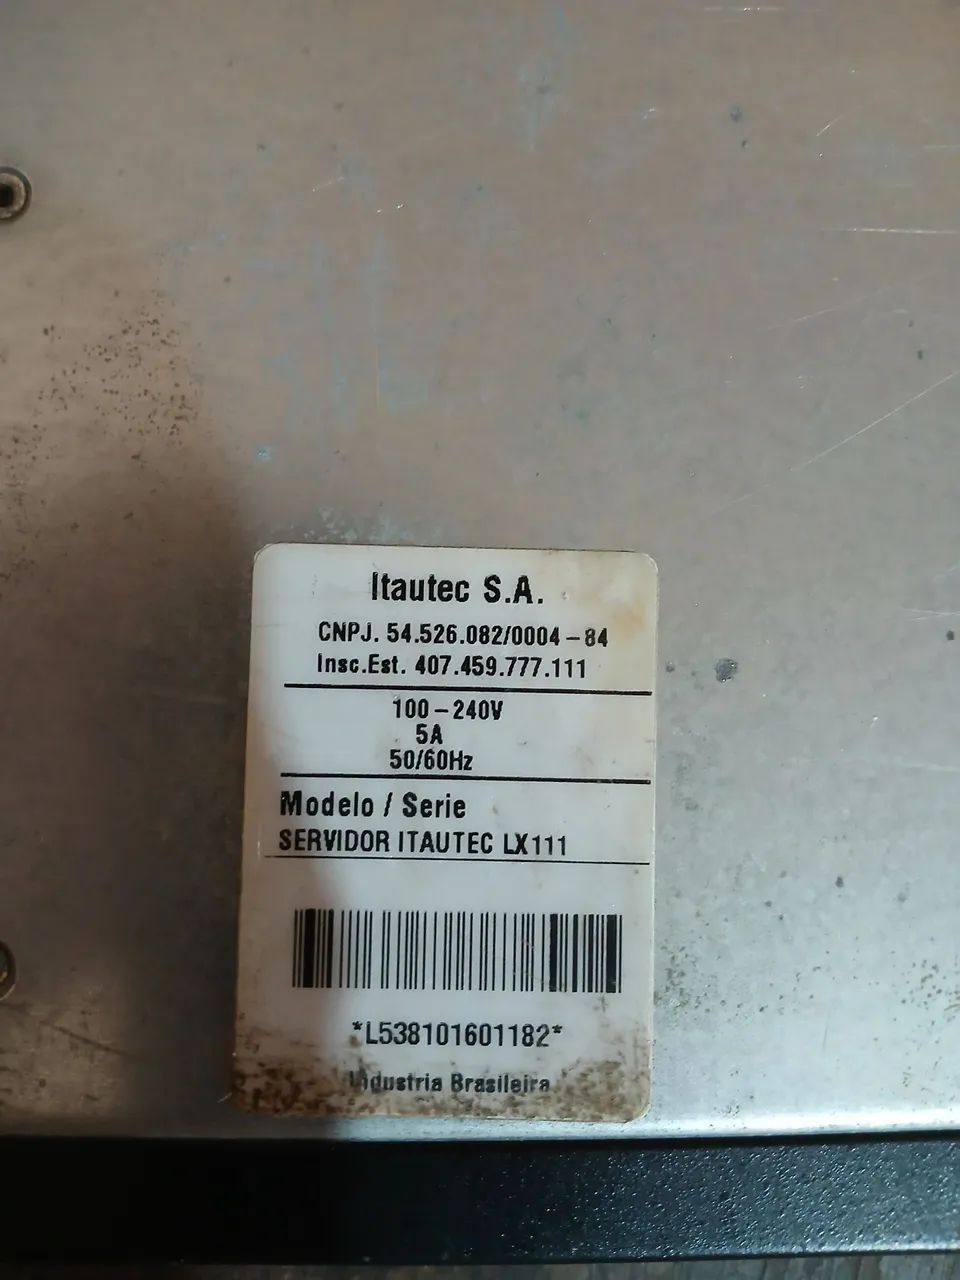 Itautec S.A.
CNPJ. 54.526.082/0004-84
Insc.Est. 407.459.777.111
100-240V
5A
50/60Hz
Modelo / Serie
SERVIDOR ITAUTEC LX111
*L538101601182*
Industria Brasileira